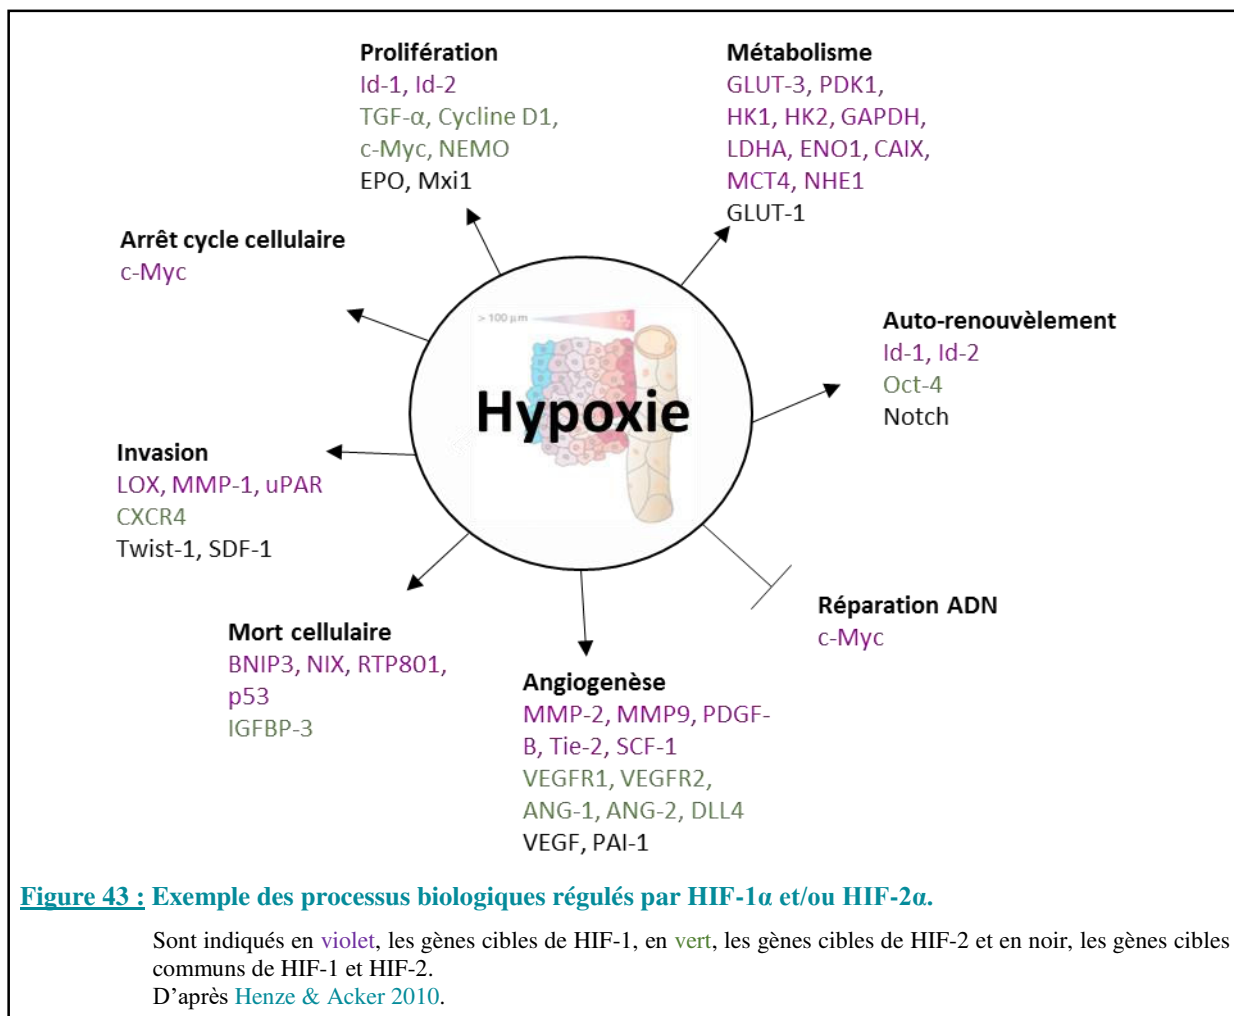 Prolifération
Id-1, Id-2
TGF-α, Cycline D1,
c-Myc, NEMO
EPO, Mxi1
Métabolisme
GLUT-3, PDK1,
HK1, HK2, GAPDH,
LDHA, ENO1, CAIX,
MCT4, NHE1
GLUT-1
Arrêt cycle cellulaire
c-Myc
Auto-renouvèlement
Id-1, Id-2
Oct-4
Notch
> 100 μm
O₂
Hypoxie
Invasion
LOX, MMP-1, uPAR
CXCR4
Twist-1, SDF-1
Réparation ADN
c-Myc
Mort cellulaire
BNIP3, NIX, RTP801,
p53
IGFBP-3
Angiogenèse
MMP-2, MMP9, PDGF-
B, Tie-2, SCF-1
VEGFR1, VEGFR2,
ANG-1, ANG-2, DLL4
VEGF, PAI-1
Figure 43 : Exemple des processus biologiques régulés par HIF-1α et/ou HIF-2α.
Sont indiqués en violet, les gènes cibles de HIF-1, en vert, les gènes cibles de HIF-2 et en noir, les gènes cibles
communs de HIF-1 et HIF-2.
D'après Henze & Acker 2010.